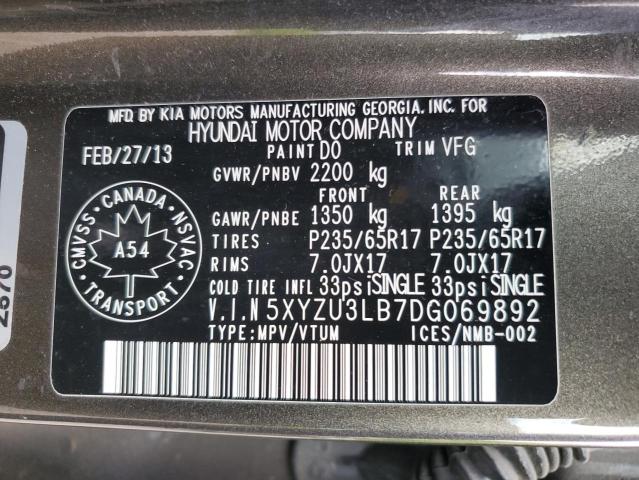 MFD BY KIA MOTORS MANUFACTURING GEORGIA.INC.FOR
HYUNDAI MOTOR COMPANY
FEB/27/13 PAINT DO TRIM VFG
GVWR/PNBV 2200 kg
FRONT REAR
GAWR/PNBE 1350 kg 1395 kg
TIRES P235/65R17 P235/65R17
RIMS 7.0JX17 7.0JX17
COLD TIRE INFL 33psiSINGLE 33psiSINGLE
V.I.N 5XYZU3LB7DG069892
TYPE:MPV/VTUM ICES/NMB-002
CMVSS · CANADA · NSVAC
A54
TRANSPORT
2570